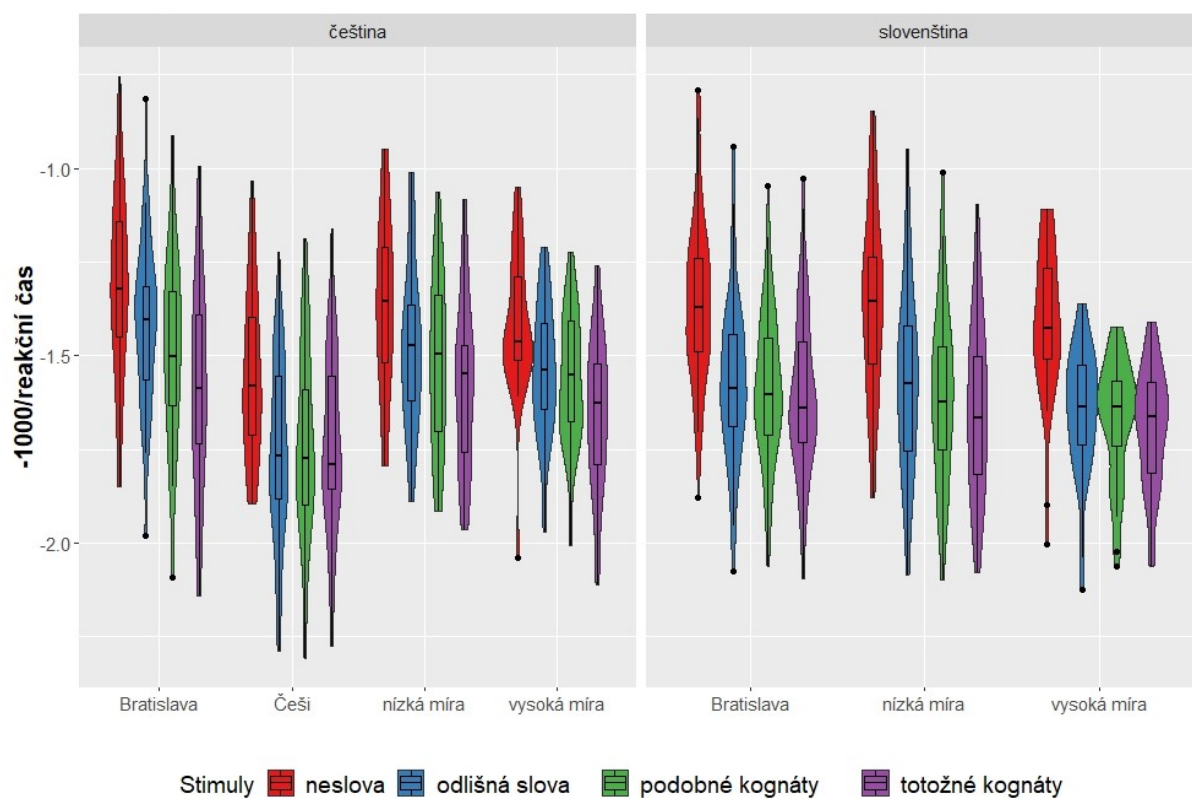 čeština slovenština
-1.0
-1.5
-2.0
-1000/reakční čas
Bratislava Češi nízká míra vysoká míra Bratislava nízká míra vysoká míra
Stimuly neslova odlišná slova podobné kognáty totožné kognáty